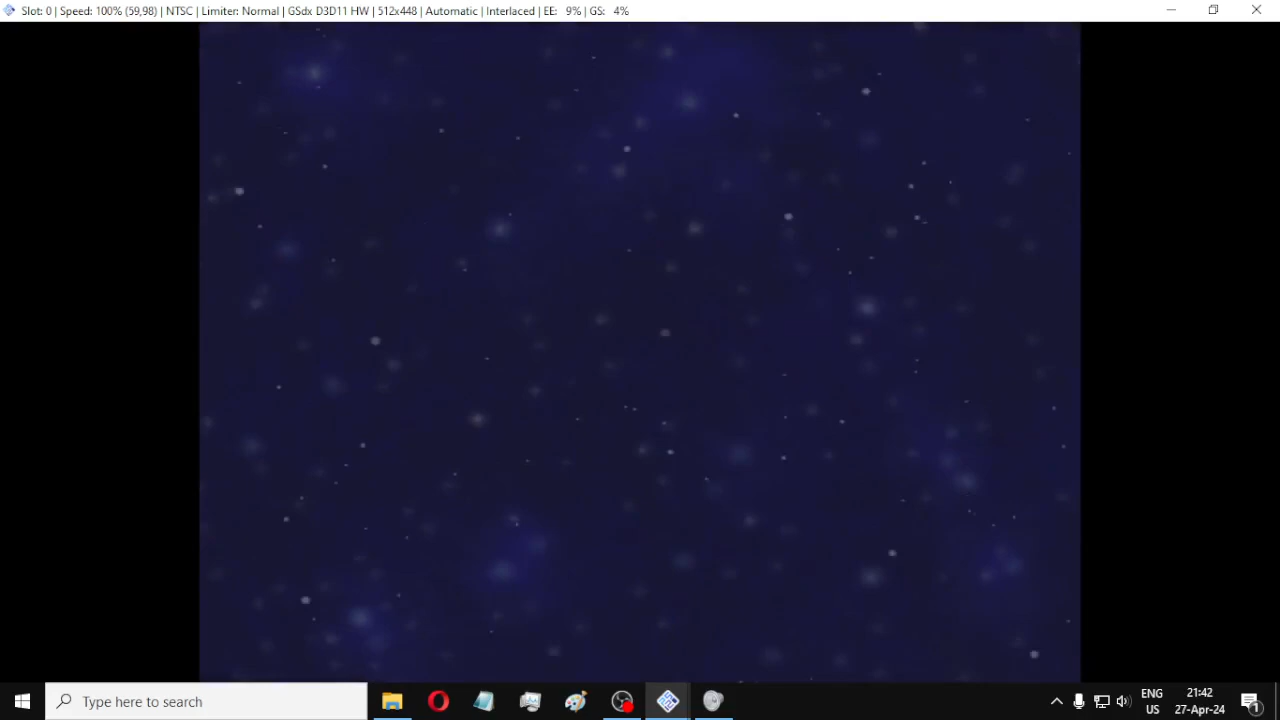 Slot: 0 | Speed: 100% (59,98) | NTSC | Limiter: Normal | GSdx D3D11 HW | 512x448 | Automatic | Interlaced | EE: 9% | GS: 4%
Type here to search
ENG
US
21:42
27-Apr-24
1